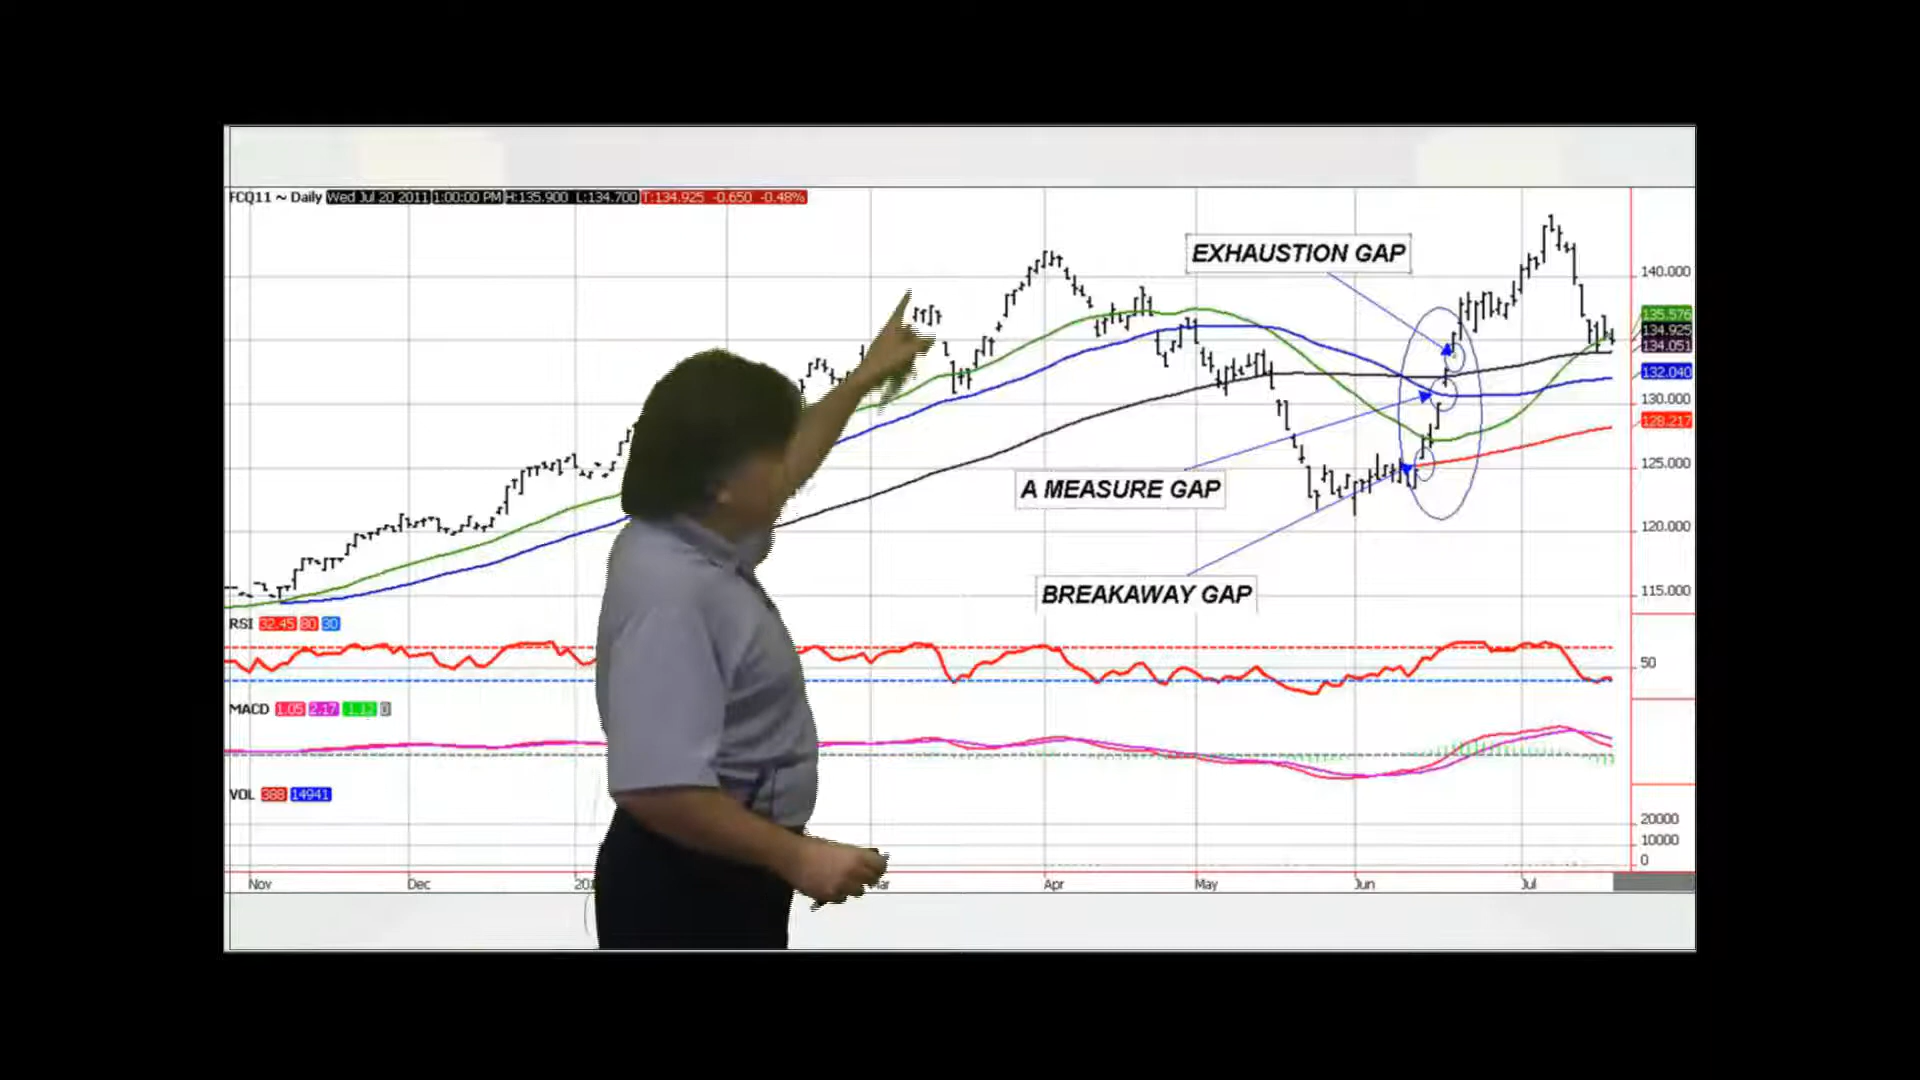 FCQ11 ~ Daily Wed Jul 20 2011 1:00:00 PM H:135.900 L:134.700 T:134.925 -0.650 -0.48%
EXHAUSTION GAP
A MEASURE GAP
BREAKAWAY GAP
140.000
135.576
134.925
134.051
132.040
130.000
128.217
125.000
120.000
115.000
RSI 32.45 80 30
50
MACD 1.05 2.17 -1.12 0
VOL 388 14941
20000
10000
0
Nov Dec Apr May Jun Jul